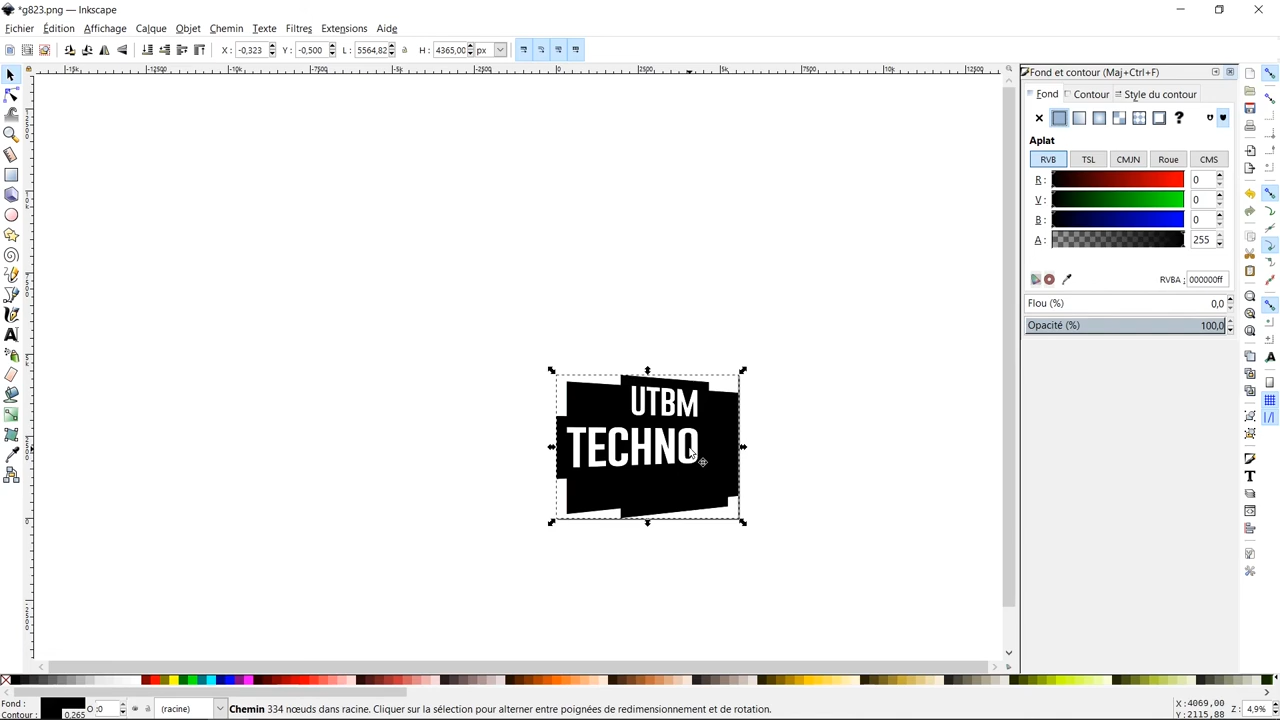 *g823.png — Inkscape
Fichier Édition Affichage Calque Objet Chemin Texte Filtres Extensions Aide
X : -0,323 Y : -0,500 L : 5564,82 H : 4365,00 px
Fond et contour (Maj+Ctrl+F)
Fond Contour Style du contour
?
Aplat
RVB TSL CMJN Roue CMS
R : 0
V : 0
B : 0
A : 255
RVBA : 000000ff
Flou (%) 0,0
Opacité (%) 100,0
UTBM
TECHNO
Fond :
Contour : 0,265
O :0
(racine)
Chemin 334 nœuds dans racine. Cliquer sur la sélection pour alterner entre poignées de redimensionnement et de rotation.
X :4069,00
Y :2115,88
Z : 4,9%